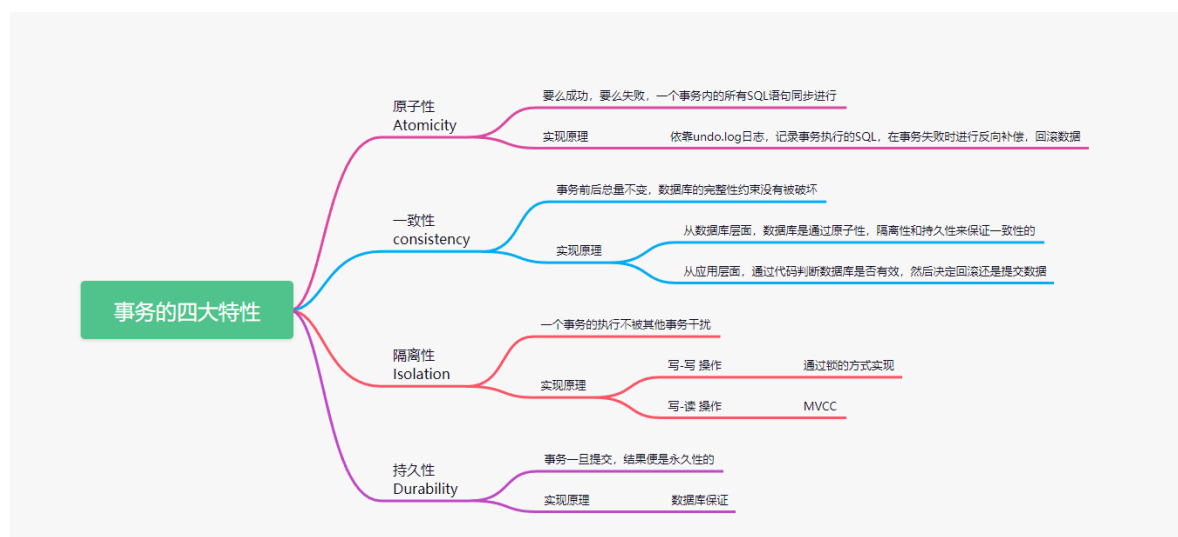 事务的四大特性
原子性
Atomicity
要么成功，要么失败，一个事务内的所有SQL语句同步进行
实现原理
依靠undo.log日志，记录事务执行的SQL，在事务失败时进行反向补偿，回滚数据
一致性
consistency
事务前后总量不变，数据库的完整性约束没有被破坏
实现原理
从数据库层面，数据库是通过原子性，隔离性和持久性来保证一致性的
从应用层面，通过代码判断数据库是否有效，然后决定回滚还是提交数据
隔离性
Isolation
一个事务的执行不被其他事务干扰
实现原理
写-写 操作
通过锁的方式实现
写-读 操作
MVCC
持久性
Durability
事务一旦提交，结果便是永久性的
实现原理
数据库保证